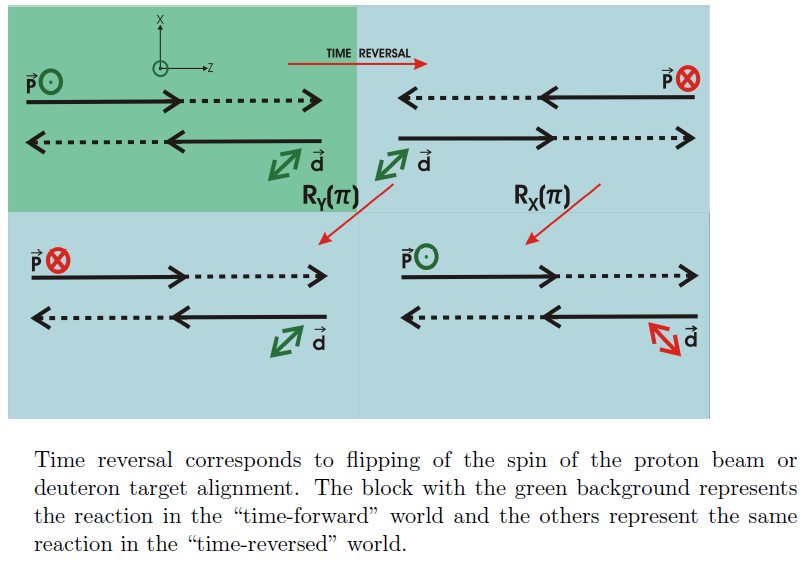 X
Z
TIME REVERSAL
P
P
d
d
R_Y(π)
R_X(π)
P
P
d
d
Time reversal corresponds to flipping of the spin of the proton beam or
deuteron target alignment. The block with the green background represents
the reaction in the “time-forward” world and the others represent the same
reaction in the “time-reversed” world.